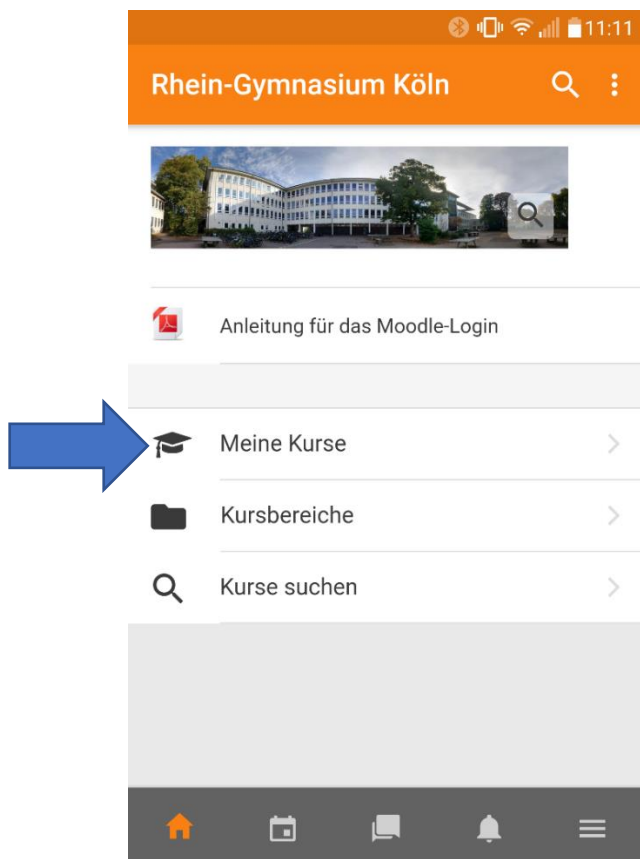 11:11
Rhein-Gymnasium Köln
Anleitung für das Moodle-Login
Meine Kurse
Kursbereiche
Kurse suchen